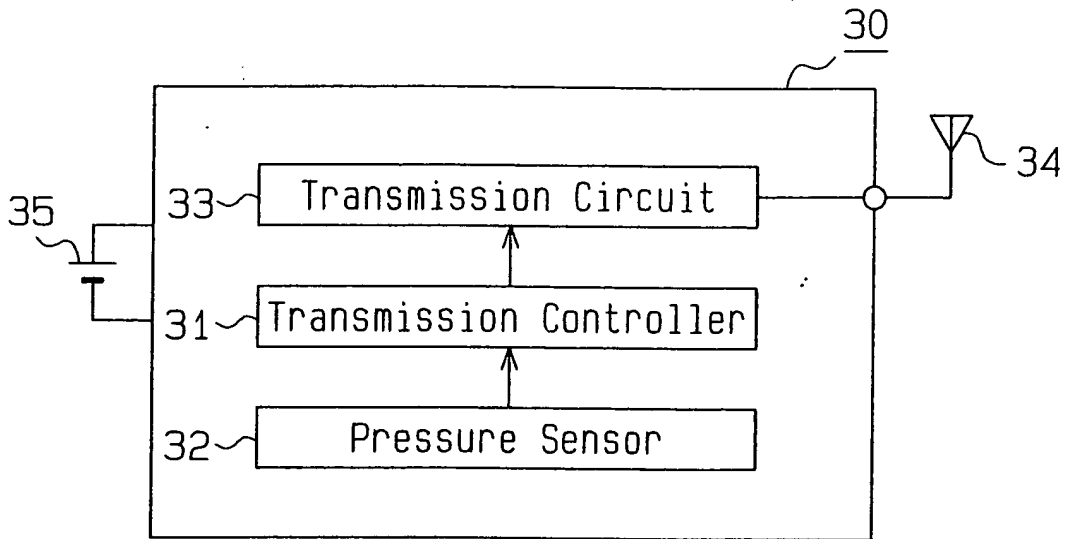 30
34
33 Transmission Circuit
35
31 Transmission Controller
32 Pressure Sensor